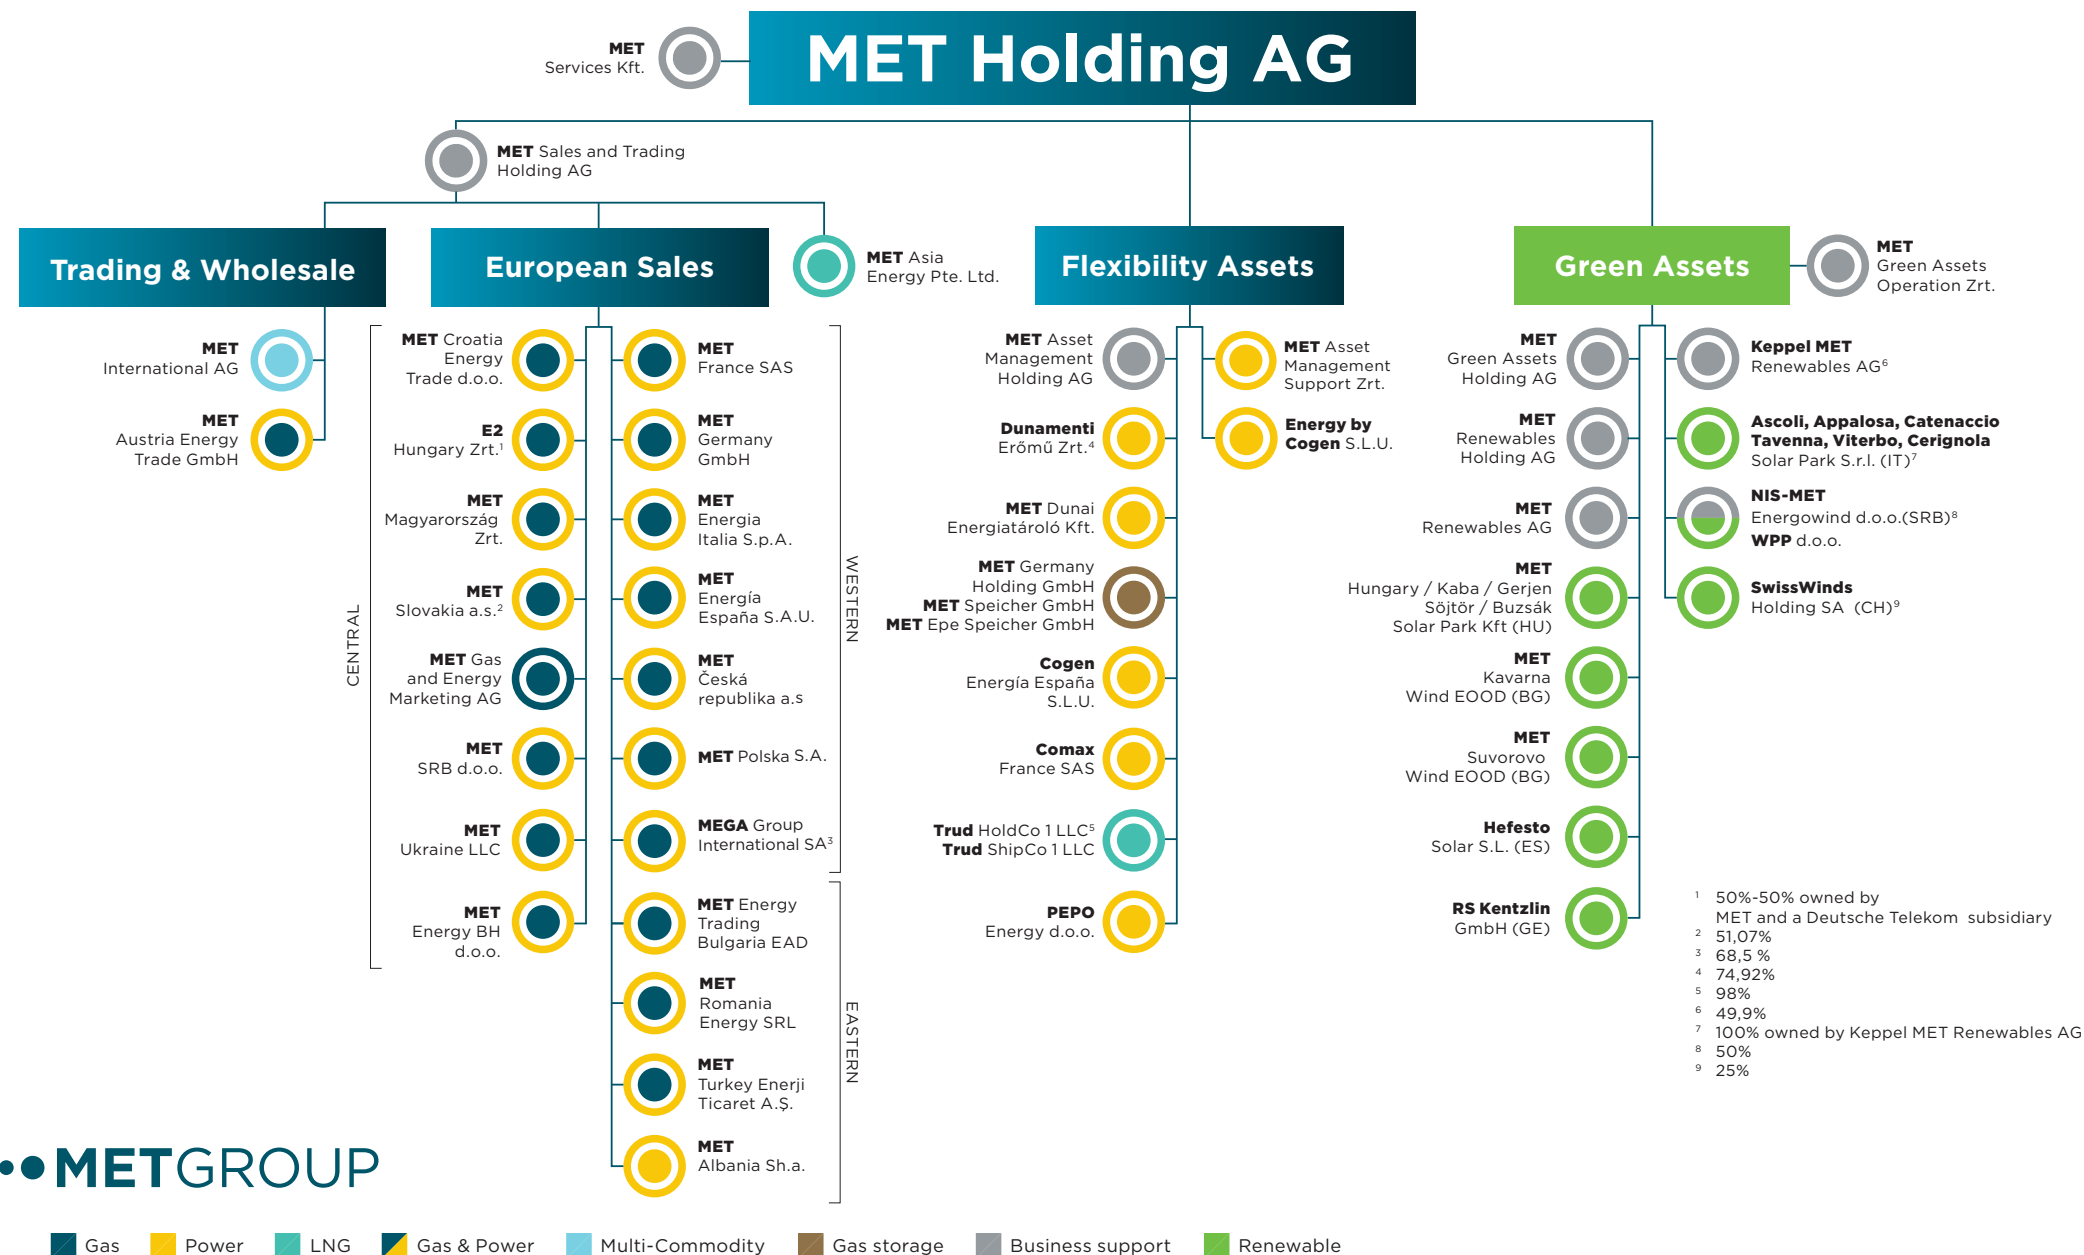 MET Holding AG
MET
Services Kft.
MET Sales and Trading
Holding AG
Trading & Wholesale
MET
International AG
MET
Austria Energy
Trade GmbH
European Sales
CENTRAL
MET Croatia
Energy
Trade d.o.o.
E2
Hungary Zrt.1
MET
Magyarország
Zrt.
MET
Slovakia a.s.2
MET Gas
and Energy
Marketing AG
MET
SRB d.o.o.
MET
Ukraine LLC
MET
Energy BH
d.o.o.
WESTERN
MET
France SAS
MET
Germany
GmbH
MET
Energia
Italia S.p.A.
MET
Energía
España S.A.U.
MET
Česká
republika a.s
MET Polska S.A.
MEGA Group
International SA3
EASTERN
MET Energy
Trading
Bulgaria EAD
MET
Romania
Energy SRL
MET
Turkey Enerji
Ticaret A.Ş.
MET
Albania Sh.a.
MET Asia
Energy Pte. Ltd.
Flexibility Assets
MET Asset
Management
Holding AG
Dunamenti
Erőmű Zrt.4
MET Dunai
Energiatároló Kft.
MET Germany
Holding GmbH
MET Speicher GmbH
MET Epe Speicher GmbH
Cogen
Energía España
S.L.U.
Comax
France SAS
Trud HoldCo 1 LLC5
Trud ShipCo 1 LLC
PEPO
Energy d.o.o.
MET Asset
Management
Support Zrt.
Energy by
Cogen S.L.U.
Green Assets
MET
Green Assets
Operation Zrt.
MET
Green Assets
Holding AG
MET
Renewables
Holding AG
MET
Renewables AG
MET
Hungary / Kaba / Gerjen
Söjtör / Buzsák
Solar Park Kft (HU)
MET
Kavarna
Wind EOOD (BG)
MET
Suvorovo
Wind EOOD (BG)
Hefesto
Solar S.L. (ES)
RS Kentzlin
GmbH (GE)
Keppel MET
Renewables AG6
Ascoli, Appalosa, Catenaccio
Tavenna, Viterbo, Cerignola
Solar Park S.r.l. (IT)7
NIS-MET
Energowind d.o.o.(SRB)8
WPP d.o.o.
SwissWinds
Holding SA (CH)9
1 50%-50% owned by
MET and a Deutsche Telekom subsidiary
2 51,07%
3 68,5 %
4 74,92%
5 98%
6 49,9%
7 100% owned by Keppel MET Renewables AG
8 50%
9 25%
METGROUP
Gas
Power
LNG
Gas & Power
Multi-Commodity
Gas storage
Business support
Renewable